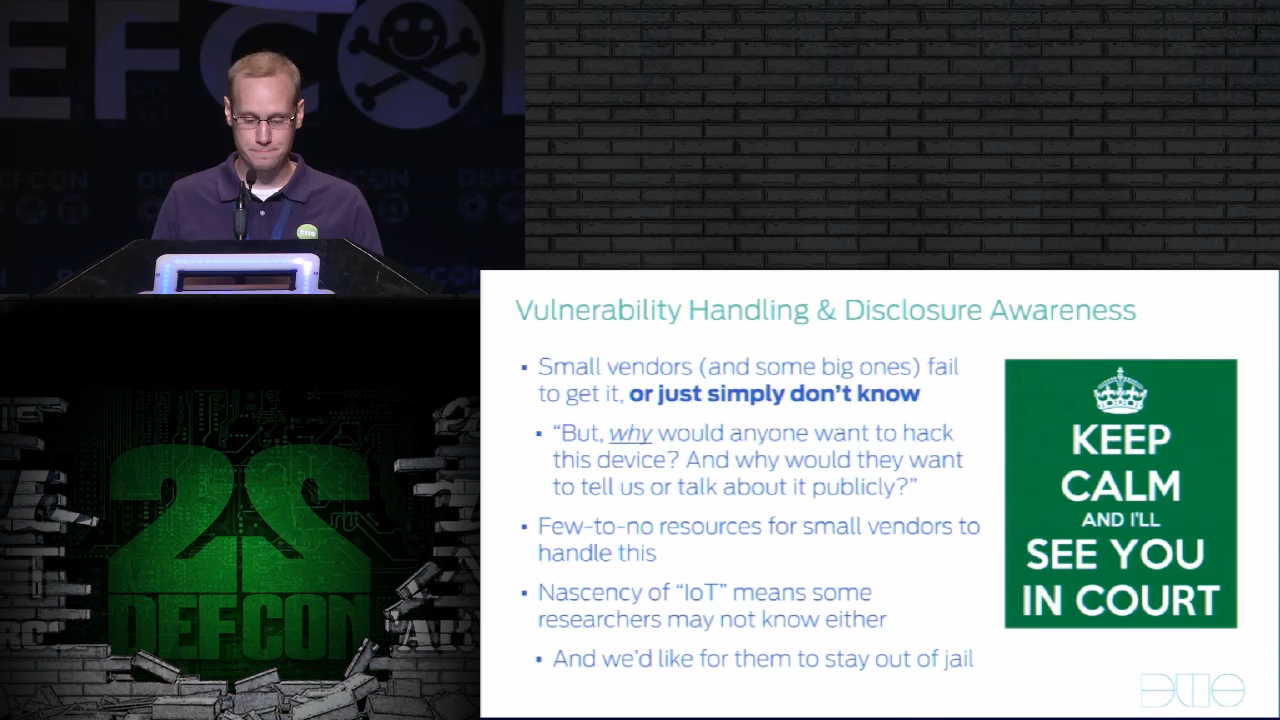 DEFCON
Vulnerability Handling & Disclosure Awareness
▪ Small vendors (and some big ones) fail
to get it, or just simply don’t know
▪ “But, why would anyone want to hack
this device? And why would they want
to tell us or talk about it publicly?”
▪ Few-to-no resources for small vendors to
handle this
▪ Nascency of “IoT” means some
researchers may not know either
▪ And we’d like for them to stay out of jail
KEEP
CALM
AND I'LL
SEE YOU
IN COURT
DUO
22
DEFCON